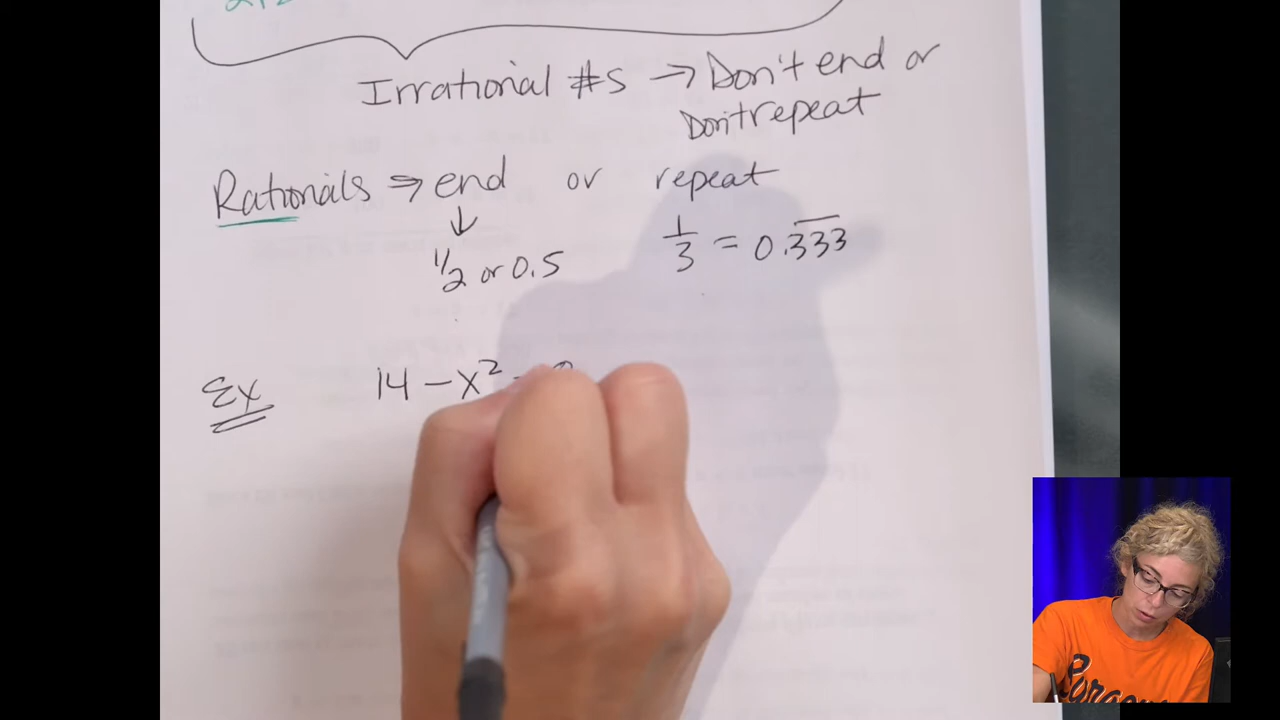 Irrational #s → Don't end or
Don't repeat
Rationals ⇒ end or repeat
↓
1/2 or 0.5
1/3 = 0.333
Ex 14 - x²